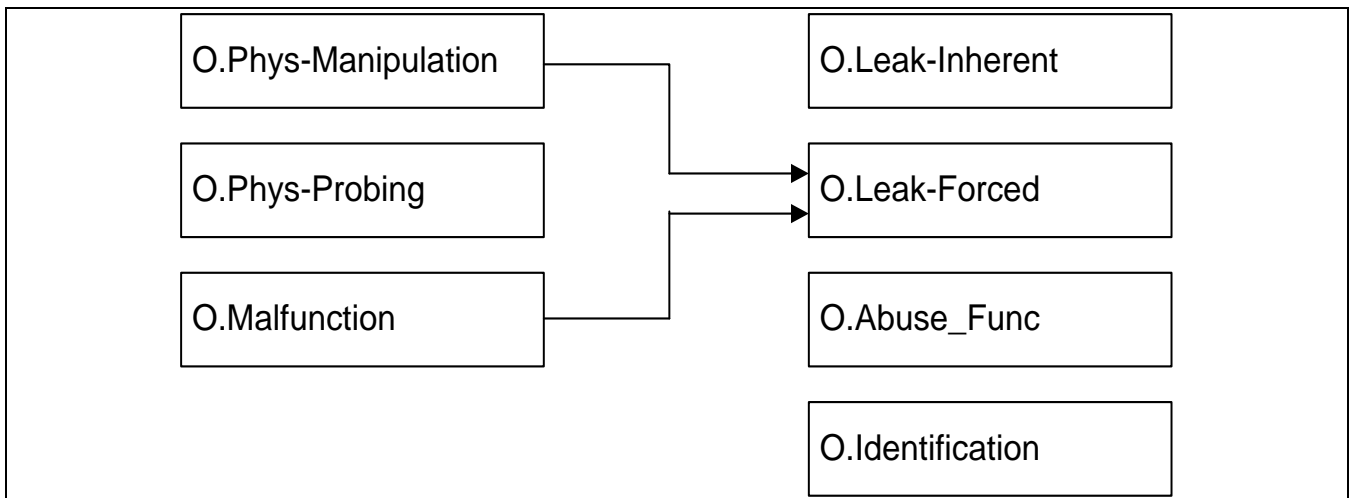 O.Phys-Manipulation
O.Leak-Inherent
O.Phys-Probing
O.Leak-Forced
O.Malfunction
O.Abuse_Func
O.Identification